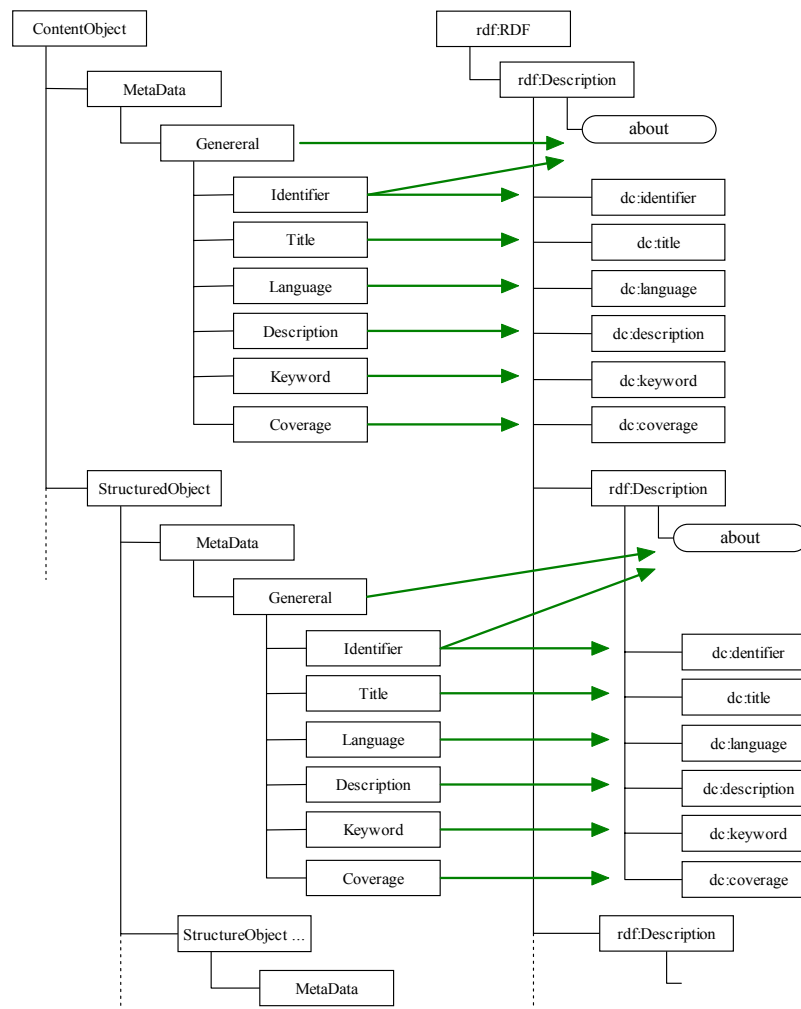 ContentObject
MetaData
Genereral
Identifier
Title
Language
Description
Keyword
Coverage
StructuredObject
MetaData
Genereral
Identifier
Title
Language
Description
Keyword
Coverage
StructureObject ...
MetaData
rdf:RDF
rdf:Description
about
dc:identifier
dc:title
dc:language
dc:description
dc:keyword
dc:coverage
rdf:Description
about
dc:dentifier
dc:title
dc:language
dc:description
dc:keyword
dc:coverage
rdf:Description